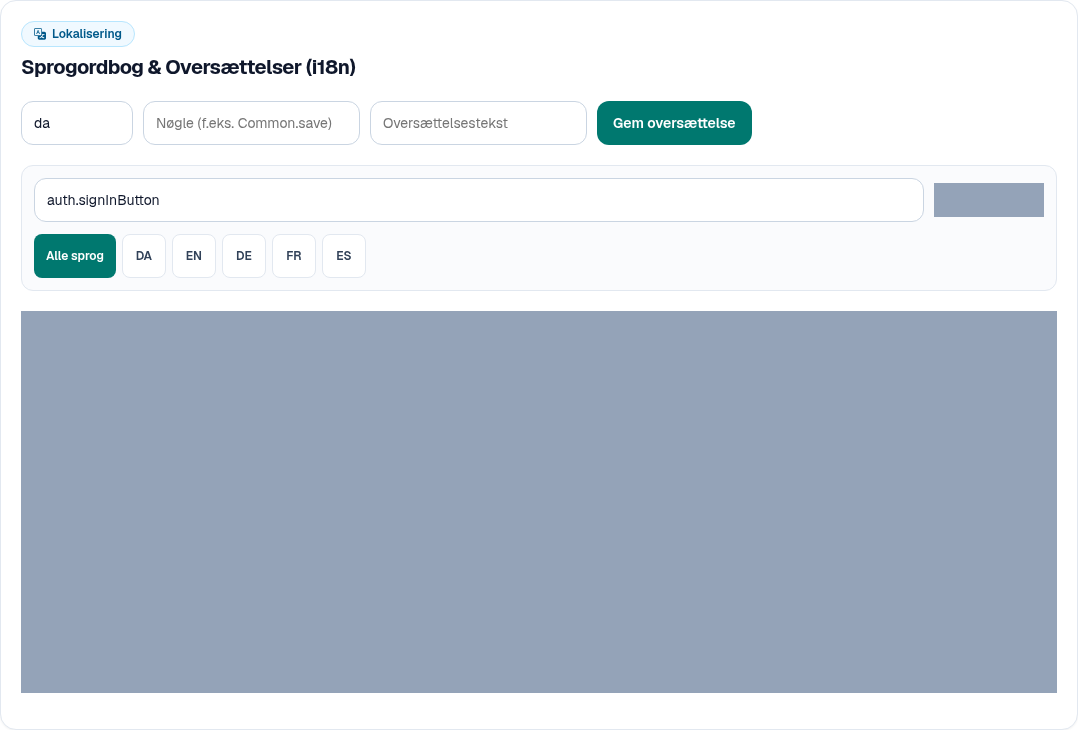 Lokalisering
Sprogordbog & Oversættelser (i18n)
da
Nøgle (f.eks. Common.save)
Oversættelsestekst
Gem oversættelse
auth.signInButton
Alle sprog
DA
EN
DE
FR
ES